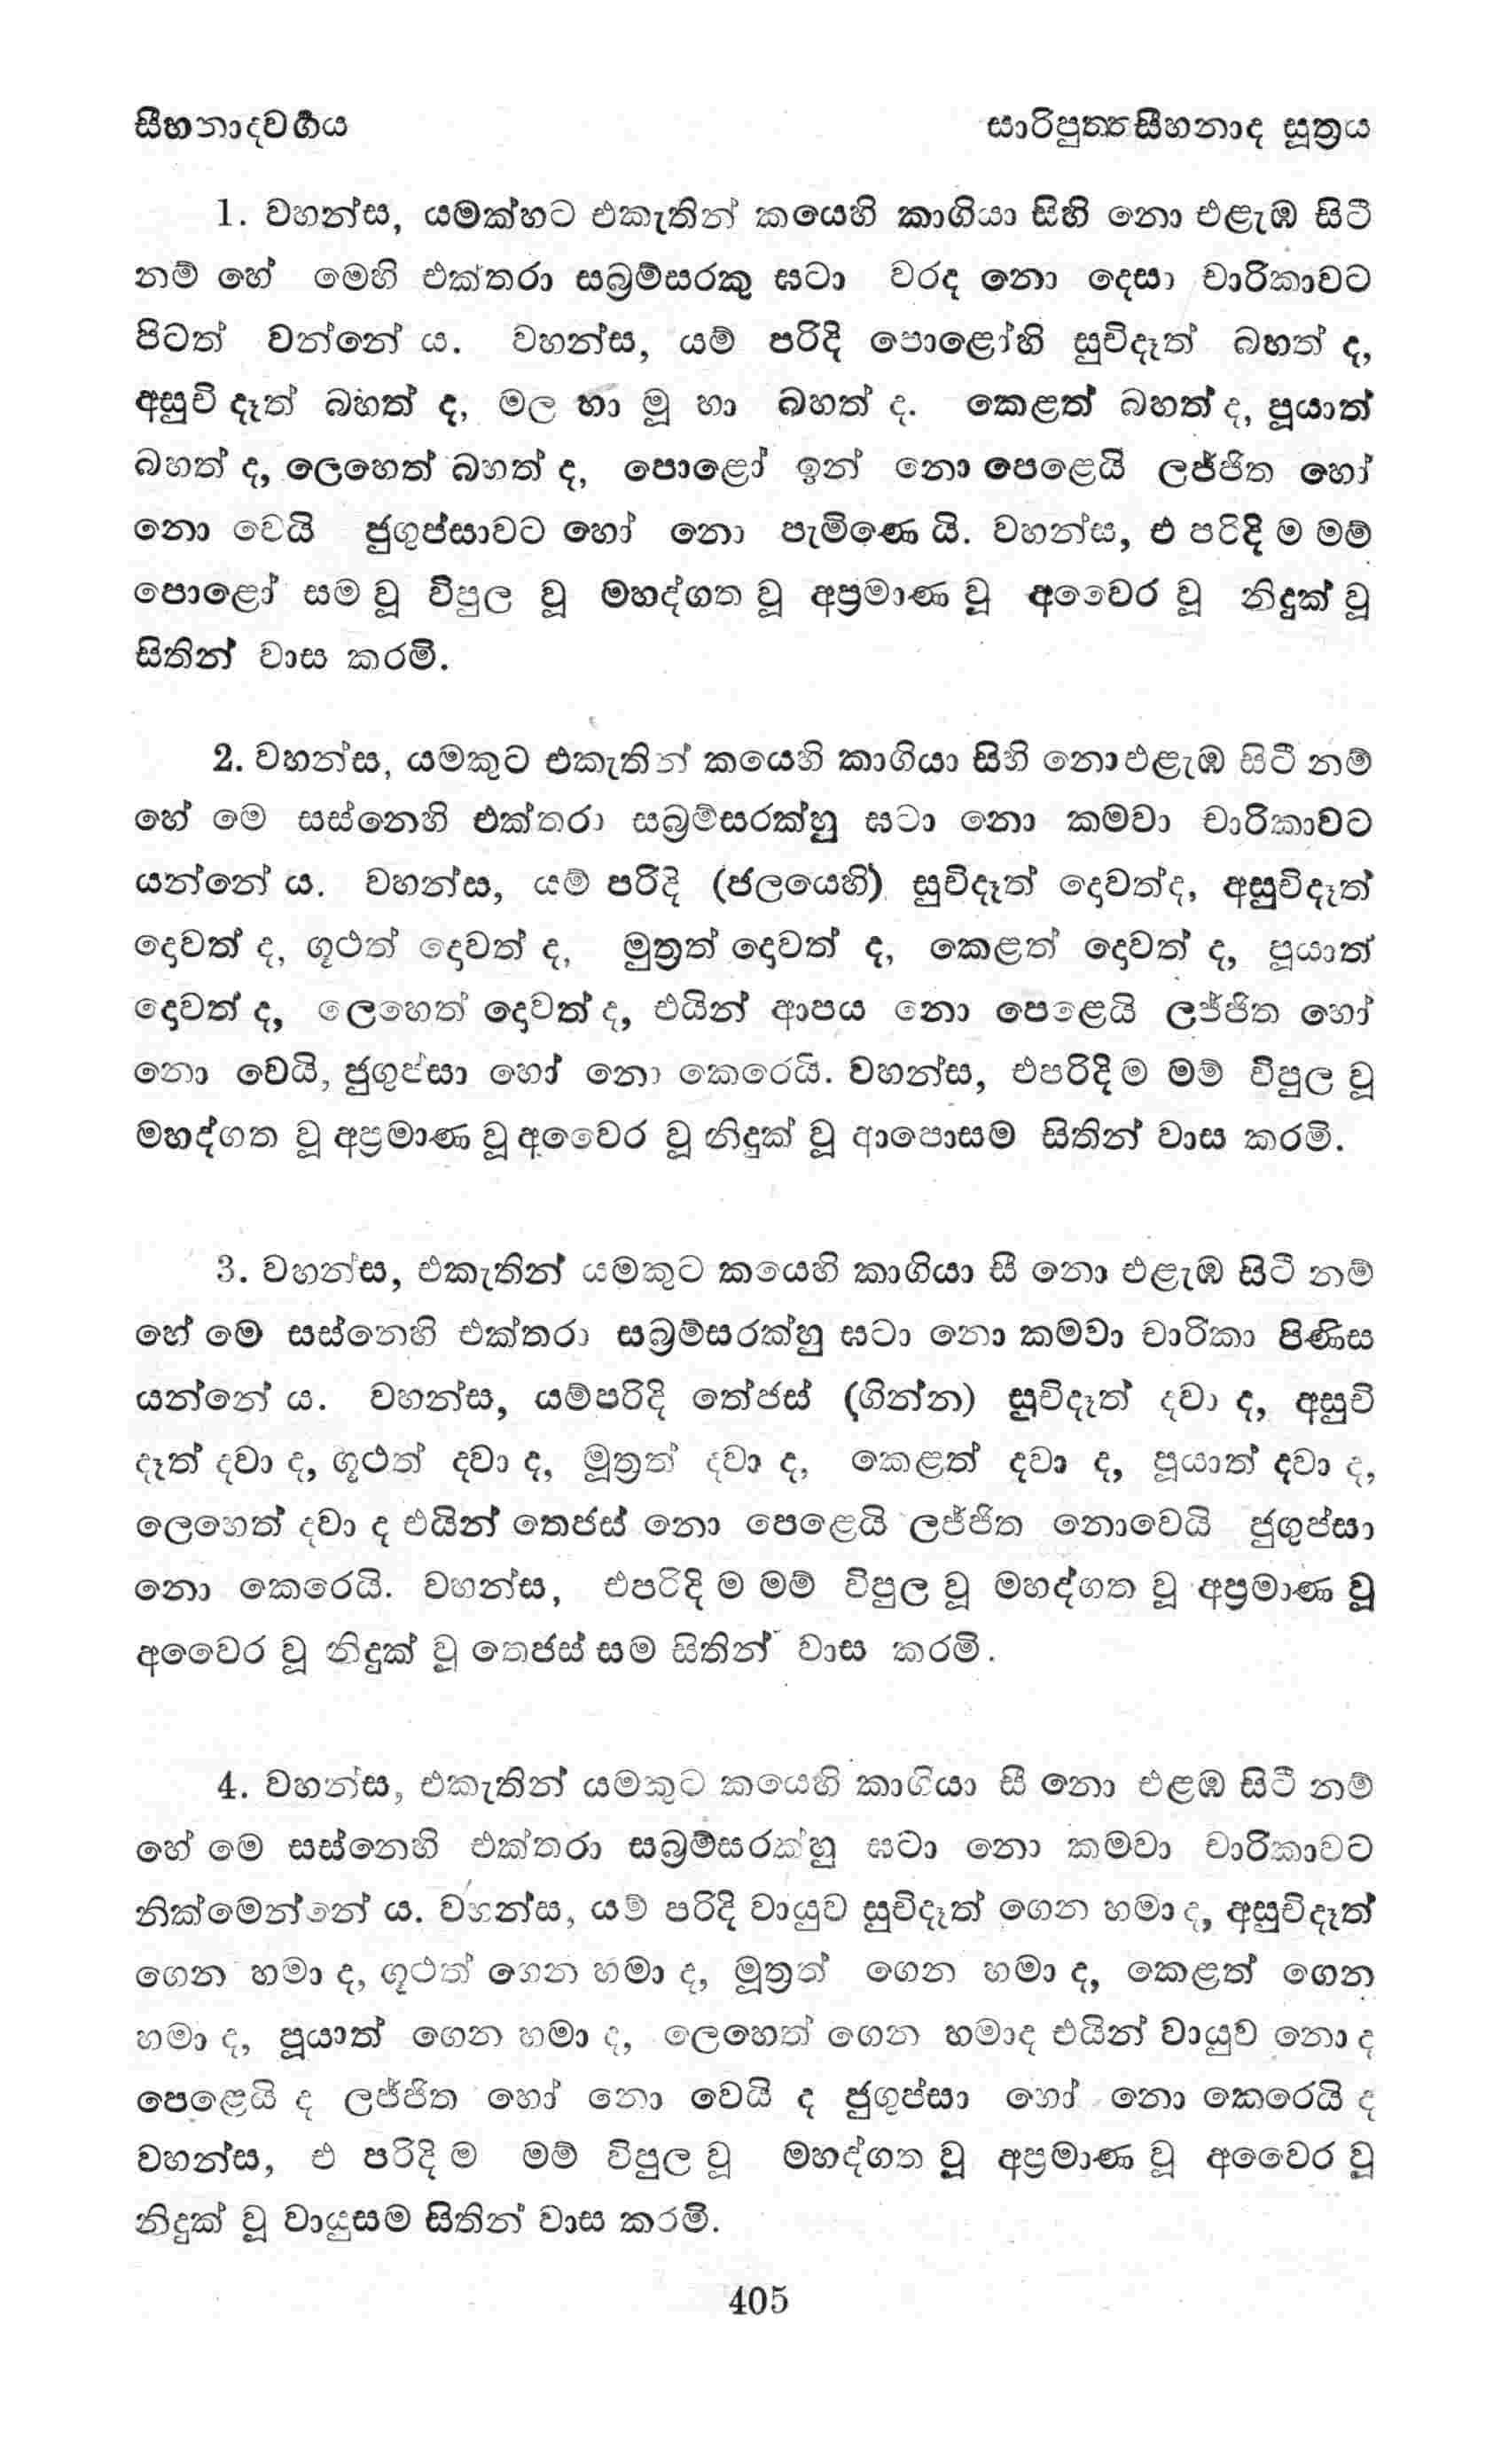 සීහනාදවර්ගය
සාරිපුත්තසීහනාද සූත්‍රය
1. වහන්ස, යමක්හට එකැතින් කයෙහි කාගියා සිහි නො එළැඹ සිටී
නම් හේ මෙහි එක්තරා සබ්‍රම්සරකු ඝටා වරද නො දෙසා චාරිකාවට
පිටත් වන්නේ ය. වහන්ස, යම් පරිදි පොළෝහි සුචිදෑත් බහත් ද,
අසුචි දෑත් බහත් ද, මල හා මූ හා බහත් ද. කෙළත් බහත් ද, පූයාත්
බහත් ද, ලෙහෙත් බහත් ද, පොළෝ ඉන් නො පෙළෙයි ලජ්ජිත හෝ
නො වෙයි ජුගුප්සාවට හෝ නො පැමිණෙ යි. වහන්ස, එ පරිදි ම මම්
පොළෝ සම වූ විපුල වූ මහද්ගත වූ අප්‍රමාණ වූ අවෛර වූ නිදුක් වූ
සිතින් වාස කරමි.
2. වහන්ස, යමකුට එකැතින් කයෙහි කාගියා සිහි නොඑළැඹ සිටී නම්
හේ මෙ සස්නෙහි එක්තරා සබ්‍රම්සරක්හු ඝටා නො කමවා චාරිකාවට
යන්නේ ය. වහන්ස, යම් පරිදි (ජලයෙහි) සුචිදෑත් දොවත්ද, අසුචිදෑත්
දොවත් ද, ගූථත් දොවත් ද, මුත්‍රත් දොවත් ද, කෙළත් දොවත් ද, පූයාත්
දොවත් ද, ලෙහෙත් දොවත් ද, එයින් ආපය නො පෙළෙයි ලජ්ජිත හෝ
නො වෙයි, ජුගුප්සා හෝ නො කෙරෙයි. වහන්ස, එපරිදි ම මම් විපුල වූ
මහද්ගත වූ අප්‍රමාණ වූ අවෛර වූ නිදුක් වූ ආපොසම සිතින් වාස කරමි.
3. වහන්ස, එකැතින් යමකුට කයෙහි කාගියා සී නො එළැඹ සිටී නම්
හේ මෙ සස්නෙහි එක්තරා සබ්‍රම්සරක්හු ඝටා නො කමවා චාරිකා පිණිස
යන්නේ ය. වහන්ස, යම්පරිදි තේජස් (ගින්න) සුචිදෑත් දවා ද, අසුචි
දෑත් දවා ද, ගූථත් දවා ද, මූත්‍රත් දවා ද, කෙළත් දවා ද, පූයාත් දවා ද,
ලෙහෙත් දවා ද එයින් තෙජස් නො පෙළෙයි ලජ්ජිත නොවෙයි ජුගුප්සා
නො කෙරෙයි. වහන්ස, එපරිදි ම මම් විපුල වූ මහද්ගත වූ අප්‍රමාණ වූ
අවෛර වූ නිදුක් වූ තෙජස් සම සිතින් වාස කරමි.
4. වහන්ස, එකැතින් යමකුට කයෙහි කාගියා සී නො එළඹ සිටී නම්
හේ මෙ සස්නෙහි එක්තරා සබ්‍රම්සරක්හු ඝටා නො කමවා චාරිකාවට
නික්මෙන්නේ ය. වහන්ස, යම් පරිදි වායුව සුචිදෑත් ගෙන හමා ද, අසුචිදෑත්
ගෙන හමා ද, ගූථත් ගෙන හමා ද, මූත්‍රත් ගෙන හමා ද, කෙළත් ගෙන
හමා ද, පූයාත් ගෙන හමා ද, ලෙහෙත් ගෙන හමාද එයින් වායුව නො ද
පෙළෙයි ද ලජ්ජිත හෝ නො වෙයි ද ජුගුප්සා හෝ නො කෙරෙයි ද
වහන්ස, එ පරිදි ම මම් විපුල වූ මහද්ගත වූ අප්‍රමාණ වූ අවෛර වූ
නිදුක් වූ වායුසම සිතින් වාස කරමි.
405